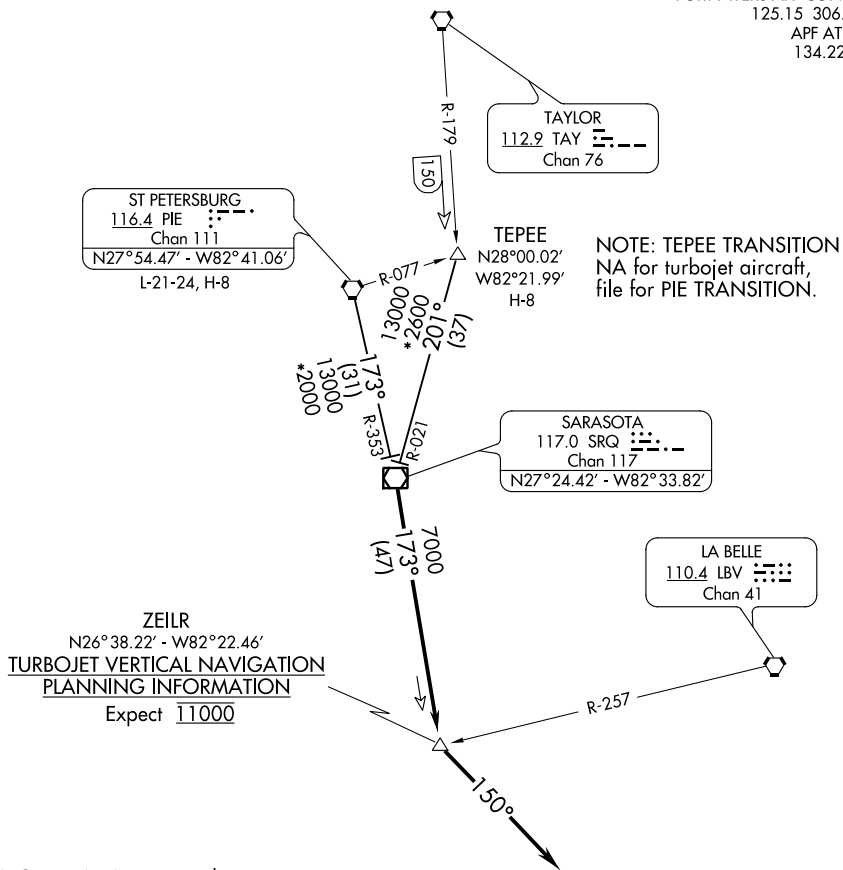 125.15 306.
APF AT
134.22
TAYLOR
112.9 TAY
Chan 76
R-179
150
ST PETERSBURG
116.4 PIE
Chan 111
N27°54.47' - W82°41.06'
L-21-24, H-8
TEPEE
N28°00.02'
W82°21.99'
H-8
NOTE: TEPEE TRANSITION
NA for turbojet aircraft,
file for PIE TRANSITION.
R-077
13000
*2600
201°
(37)
173°
(31)
13000
*2000
R-353
R-021
SARASOTA
117.0 SRQ
Chan 117
N27°24.42' - W82°33.82'
7000
173°
(47)
LA BELLE
110.4 LBV
Chan 41
ZEILR
N26°38.22' - W82°22.46'
TURBOJET VERTICAL NAVIGATION
PLANNING INFORMATION
Expect 11000
R-257
150°